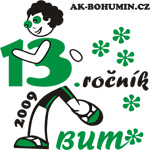 AK-BOHUMIN.CZ
13.ročník
2009
BUM